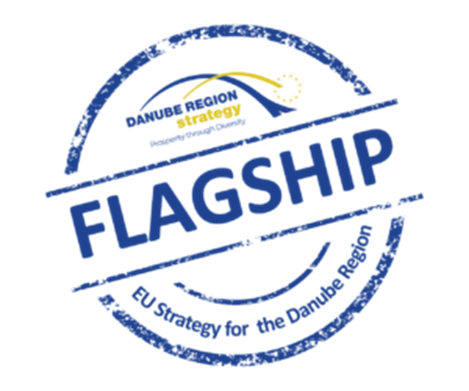 DANUBE REGION
strategy
Prosperity through Diversity
FLAGSHIP
EU Strategy for the Danube Region